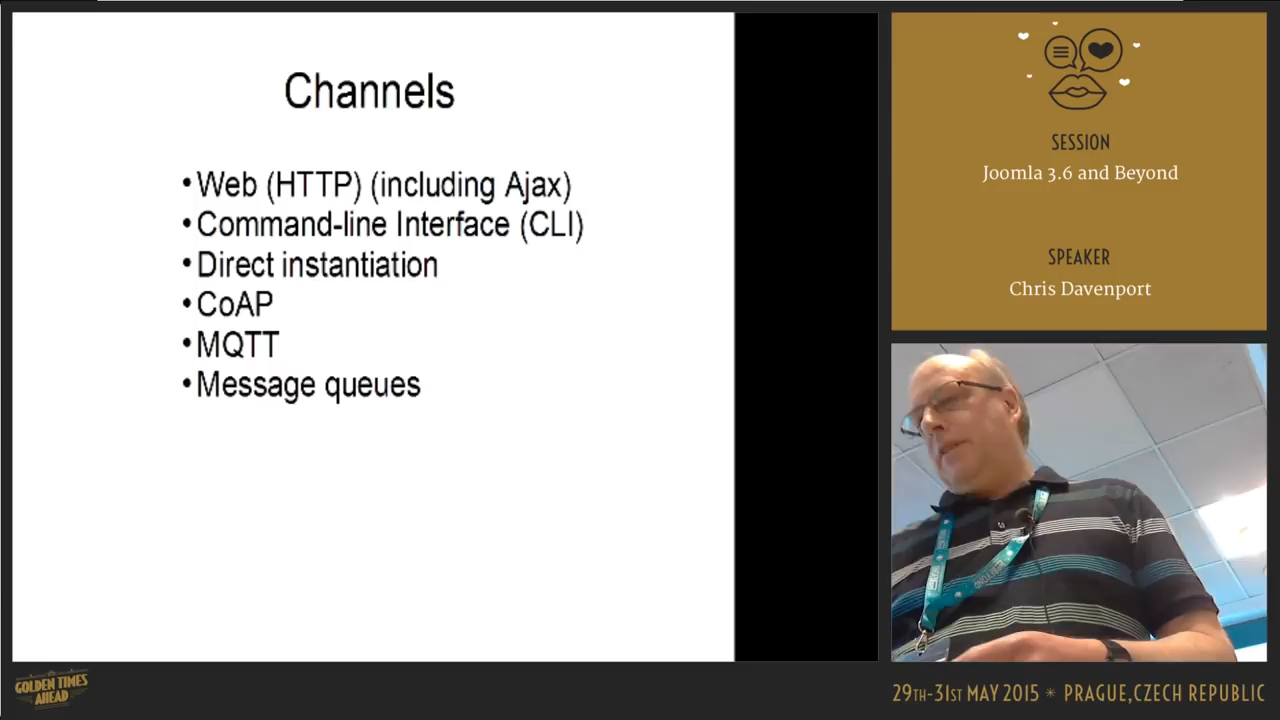 Channels
•Web (HTTP) (including Ajax)
•Command-line Interface (CLI)
•Direct instantiation
•CoAP
•MQTT
•Message queues
SESSION
Joomla 3.6 and Beyond
SPEAKER
Chris Davenport
GOLDEN TIMES
AHEAD
29TH-31ST MAY 2015 * PRAGUE,CZECH REPUBLIC